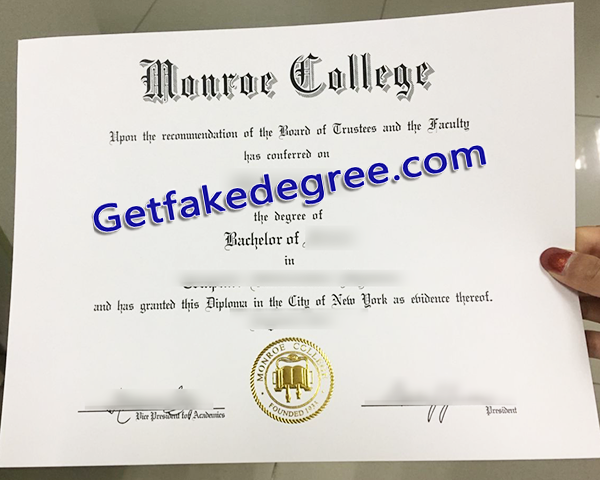 Monroe College
Upon the recommendation of the Board of Trustees and the Faculty
has conferred on
Getfakedegree.com
the degree of
Bachelor of
in
and has granted this Diploma in the City of New York as evidence thereof.
MONROE COLLEGE
FOUNDED 1933
Vice President for Academics
President